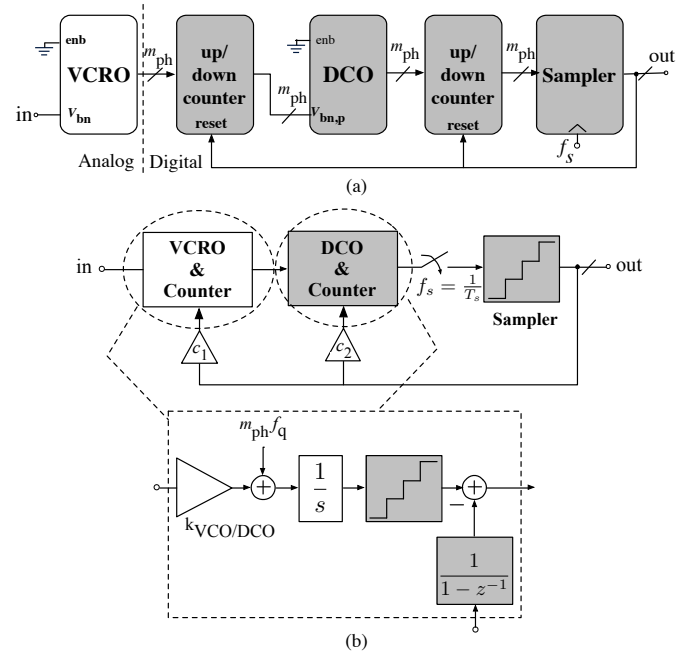 enb
VCRO
V_bn
in
m_ph
up/
down
counter
reset
m_ph
enb
DCO
V_bn,p
m_ph
up/
down
counter
reset
m_ph
Sampler
f_s
out
Analog
Digital
(a)
in
VCRO
&
Counter
DCO
&
Counter
f_s = 1/T_s
Sampler
out
c_1
c_2
m_ph f_q
k_VCO/DCO
1/s
+
+
−
1/(1 − z^−1)
(b)